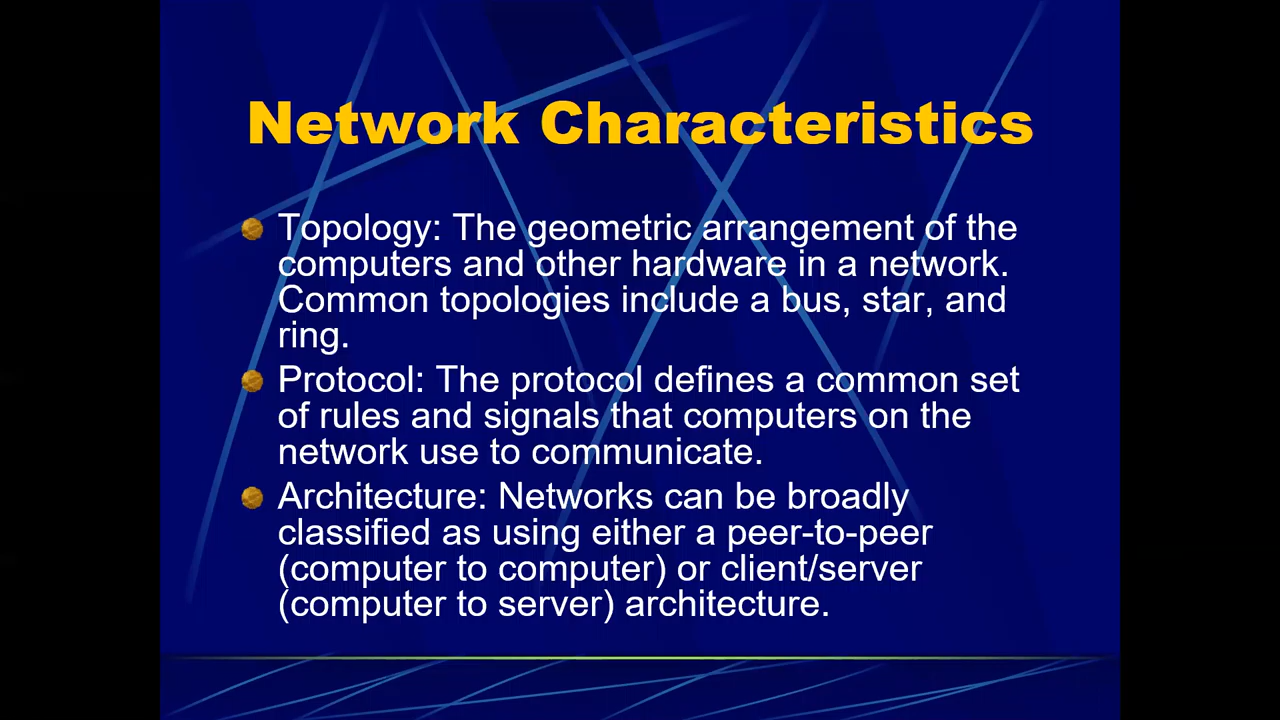 Network Characteristics
Topology: The geometric arrangement of the
computers and other hardware in a network.
Common topologies include a bus, star, and
ring.
Protocol: The protocol defines a common set
of rules and signals that computers on the
network use to communicate.
Architecture: Networks can be broadly
classified as using either a peer-to-peer
(computer to computer) or client/server
(computer to server) architecture.